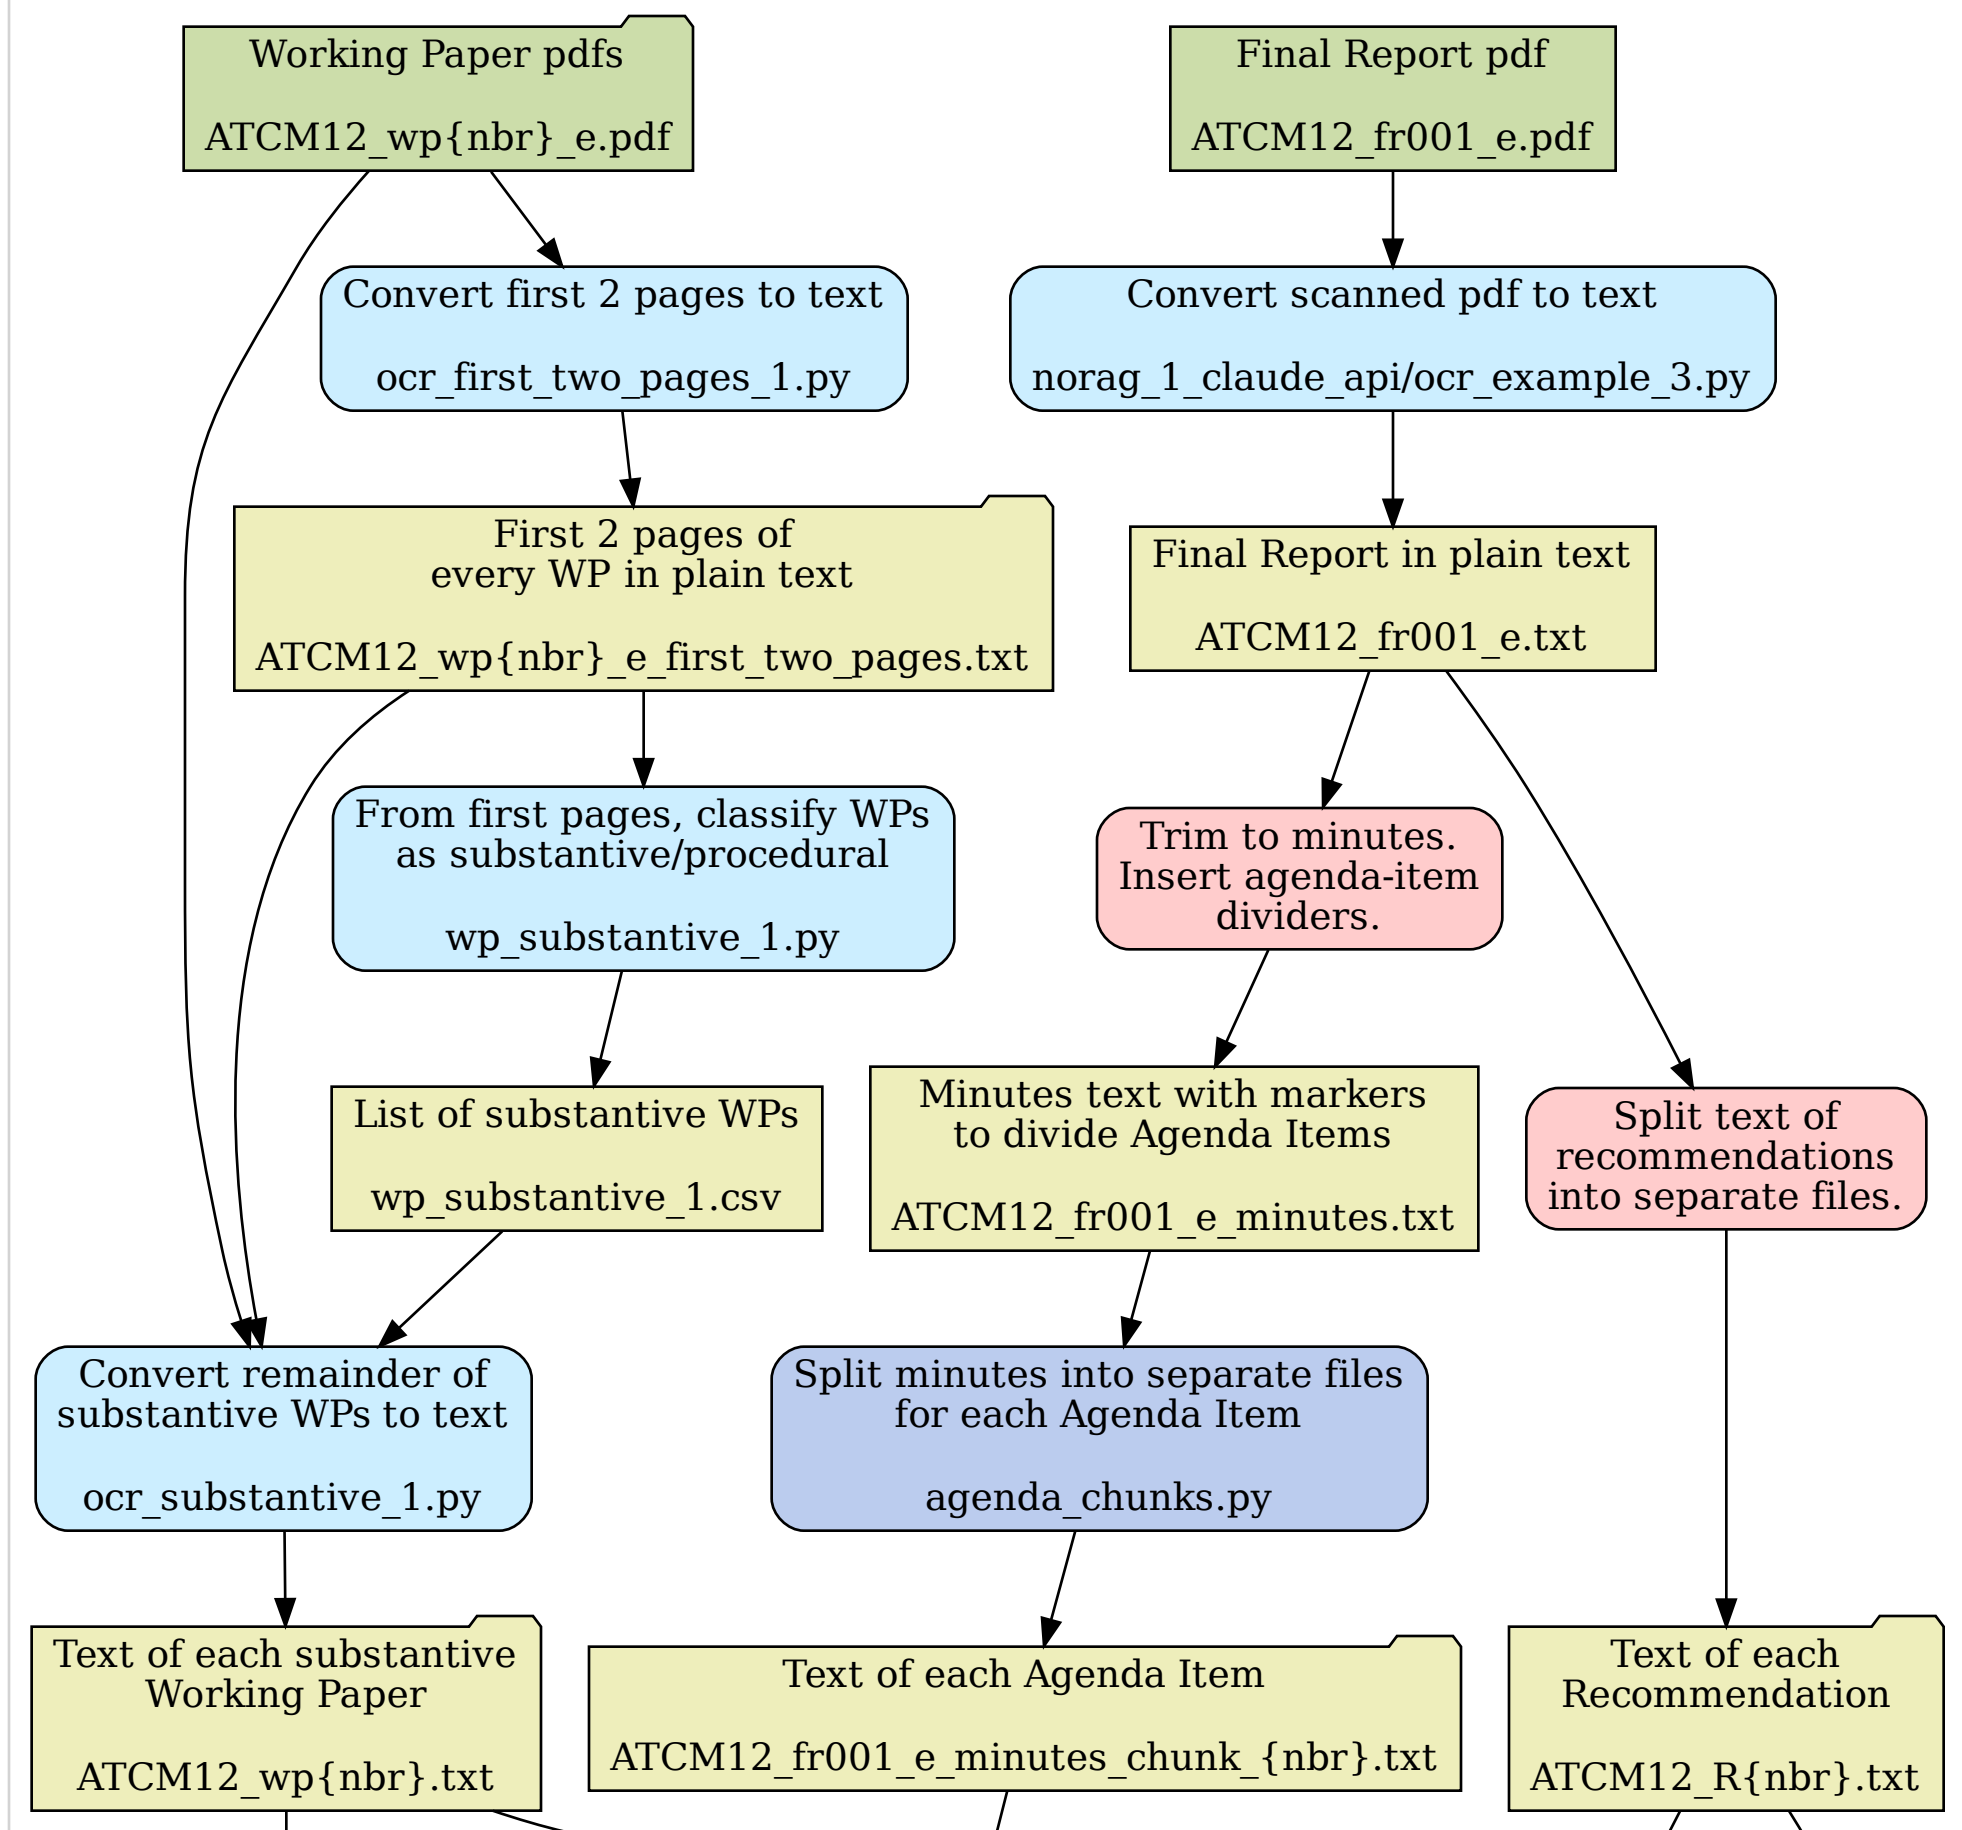 Working Paper pdfs
ATCM12_wp{nbr}_e.pdf
Final Report pdf
ATCM12_fr001_e.pdf
Convert first 2 pages to text
ocr_first_two_pages_1.py
Convert scanned pdf to text
norag_1_claude_api/ocr_example_3.py
First 2 pages of
every WP in plain text
ATCM12_wp{nbr}_e_first_two_pages.txt
Final Report in plain text
ATCM12_fr001_e.txt
From first pages, classify WPs
as substantive/procedural
wp_substantive_1.py
Trim to minutes.
Insert agenda-item
dividers.
List of substantive WPs
wp_substantive_1.csv
Minutes text with markers
to divide Agenda Items
ATCM12_fr001_e_minutes.txt
Split text of
recommendations
into separate files.
Convert remainder of
substantive WPs to text
ocr_substantive_1.py
Split minutes into separate files
for each Agenda Item
agenda_chunks.py
Text of each substantive
Working Paper
ATCM12_wp{nbr}.txt
Text of each Agenda Item
ATCM12_fr001_e_minutes_chunk_{nbr}.txt
Text of each
Recommendation
ATCM12_R{nbr}.txt